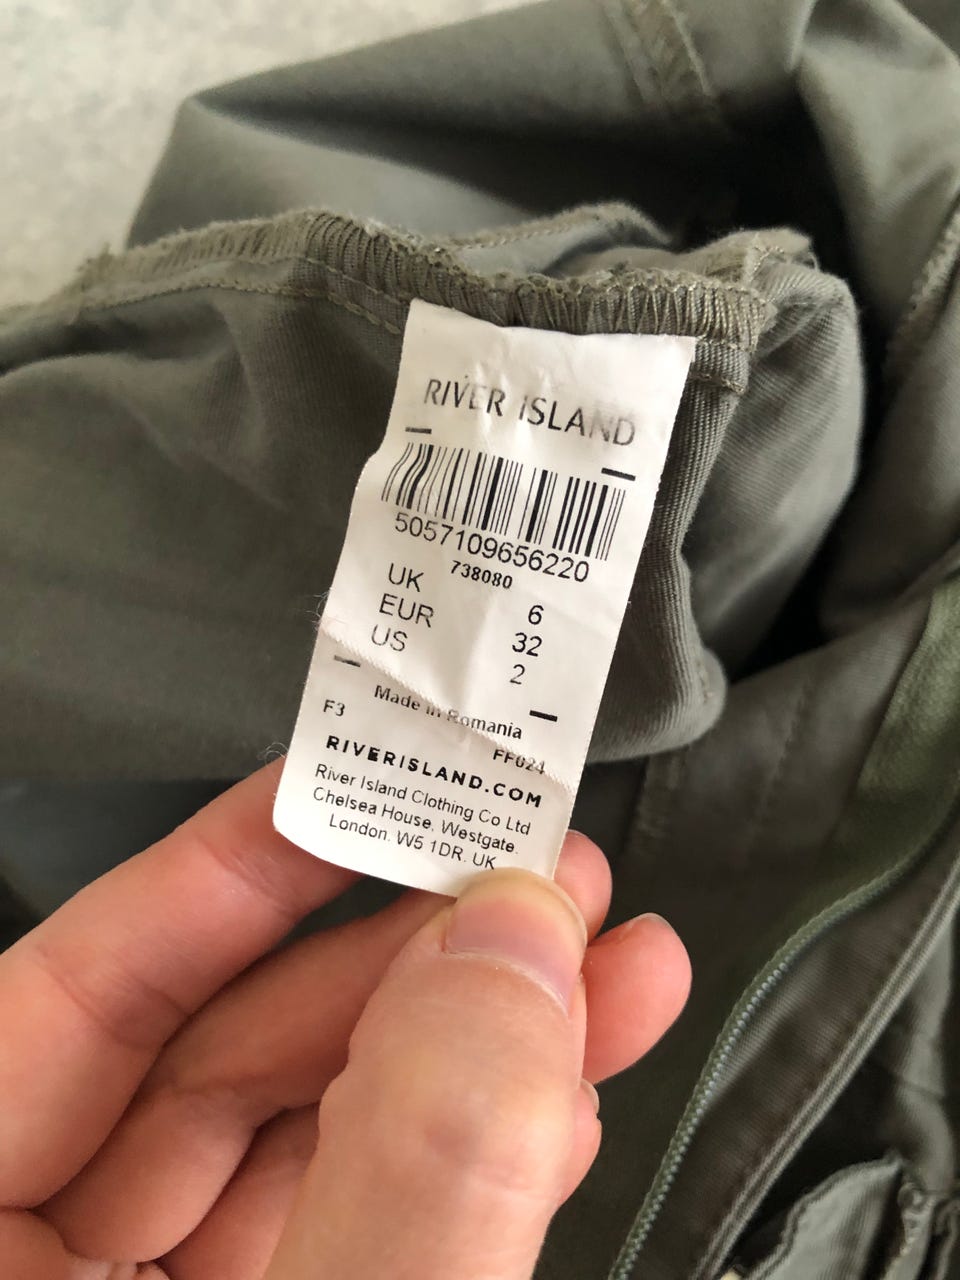 RIVER ISLAND
5057109656220
738080
UK 6
EUR 32
US 2
Made in Romania
F3 FF024
RIVERISLAND.COM
River Island Clothing Co Ltd
Chelsea House, Westgate,
London. W5 1DR. UK